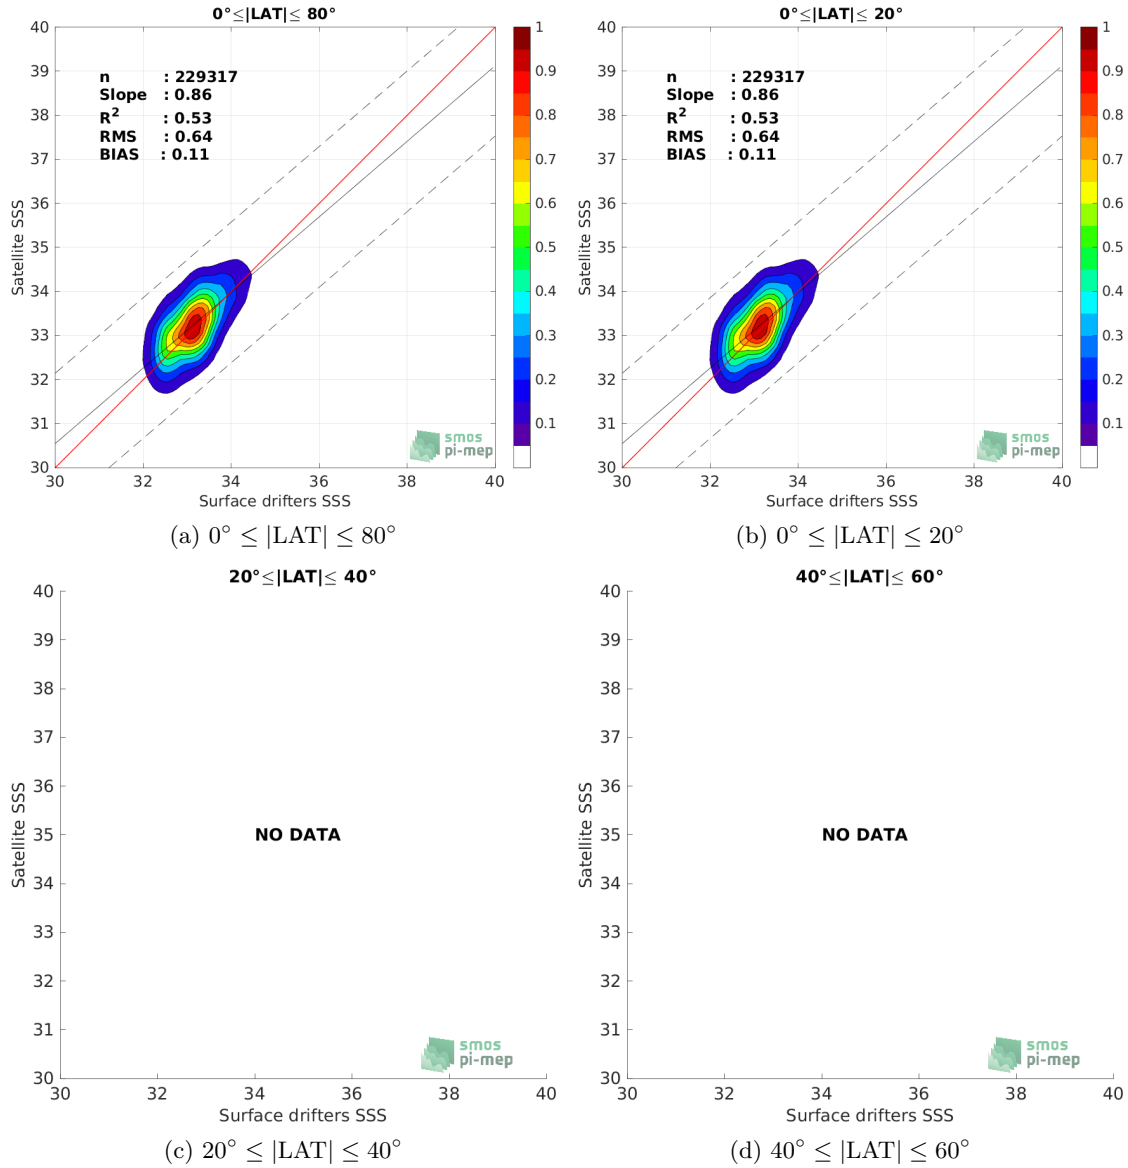 0°≤|LAT|≤ 80°
40
39
38
37
36
35
34
33
32
31
30
Satellite SSS
n : 229317
Slope : 0.86
R² : 0.53
RMS : 0.64
BIAS : 0.11
smos
pi-mep
30 32 34 36 38 40
Surface drifters SSS
1
0.9
0.8
0.7
0.6
0.5
0.4
0.3
0.2
0.1
(a) 0° ≤ |LAT| ≤ 80°
0°≤|LAT|≤ 20°
40
39
38
37
36
35
34
33
32
31
30
Satellite SSS
n : 229317
Slope : 0.86
R² : 0.53
RMS : 0.64
BIAS : 0.11
smos
pi-mep
30 32 34 36 38 40
Surface drifters SSS
1
0.9
0.8
0.7
0.6
0.5
0.4
0.3
0.2
0.1
(b) 0° ≤ |LAT| ≤ 20°
20°≤|LAT|≤ 40°
40
39
38
37
36
35
34
33
32
31
30
Satellite SSS
NO DATA
smos
pi-mep
30 32 34 36 38 40
Surface drifters SSS
(c) 20° ≤ |LAT| ≤ 40°
40°≤|LAT|≤ 60°
40
39
38
37
36
35
34
33
32
31
30
Satellite SSS
NO DATA
smos
pi-mep
30 32 34 36 38 40
Surface drifters SSS
(d) 40° ≤ |LAT| ≤ 60°